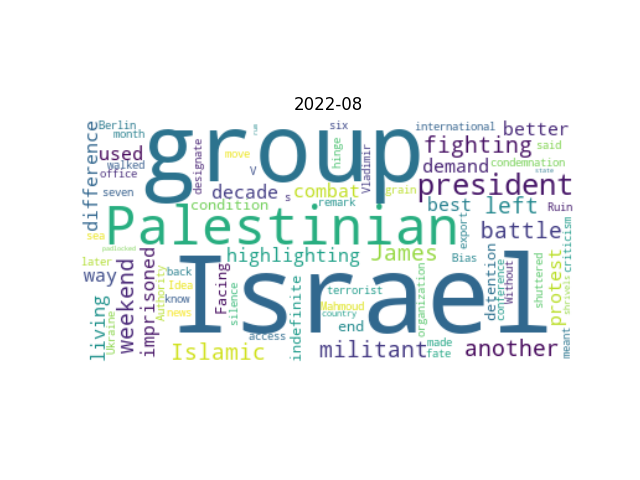 2022-08
group
Israel
Palestinian
president
fighting
battle
another
militant
Islamic
James
best left
better
demand
highlighting
combat
decade
used
weekend
imprisoned
living
way
difference
protest
detention
indefinite
condition
Facing
Berlin
month
walked
office
seven
designate
move
V
s
six
hinge
Vladimir
grain
remark
international
said
condemnation
state
Ruin
export
Bias
criticism
conference
Without
shuttered
shrivels
meant
organization
terrorist
Mahmoud
country
end
made
fate
access
silence
back
Idea
know
news
Authority
Ukraine
later
sea
padlocked
rum